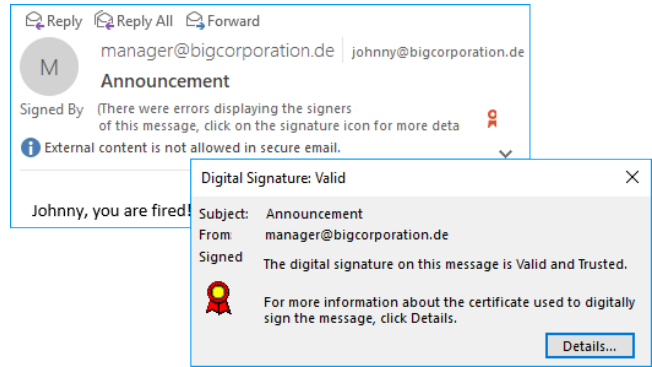 Reply Reply All Forward
M
manager@bigcorporation.de johnny@bigcorporation.de
Announcement
Signed By (There were errors displaying the signers
of this message, click on the signature icon for more deta
External content is not allowed in secure email.
Johnny, you are fired!
Digital Signature: Valid
Subject: Announcement
From: manager@bigcorporation.de
Signed The digital signature on this message is Valid and Trusted.
For more information about the certificate used to digitally
sign the message, click Details.
Details...